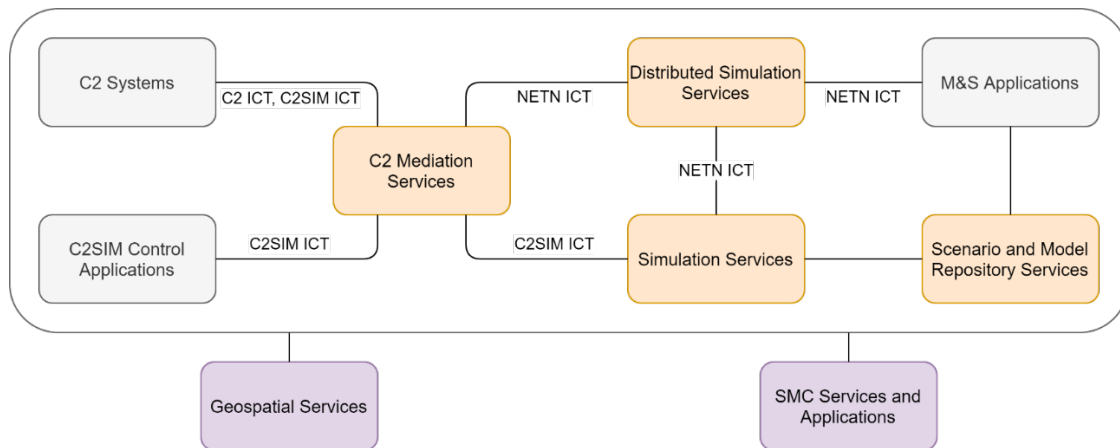 C2 Systems
C2 ICT, C2SIM ICT
NETN ICT
Distributed Simulation
Services
NETN ICT
M&S Applications
C2 Mediation
Services
NETN ICT
C2SIM Control
Applications
C2SIM ICT
C2SIM ICT
Simulation Services
Scenario and Model
Repository Services
Geospatial Services
SMC Services and
Applications